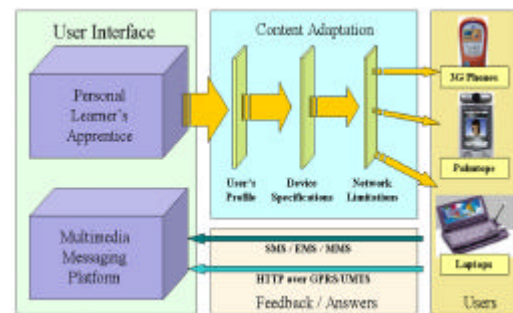 User Interface
Personal
Learner's
Apprentice
Multimedia
Messaging
Platform
Content Adaptation
User's
Profile
Device
Specifications
Network
Limitations
SMS / EMS / MMS
HTTP over GPRS/UMTS
Feedback / Answers
3G Phones
Palmtops
Laptops
Users